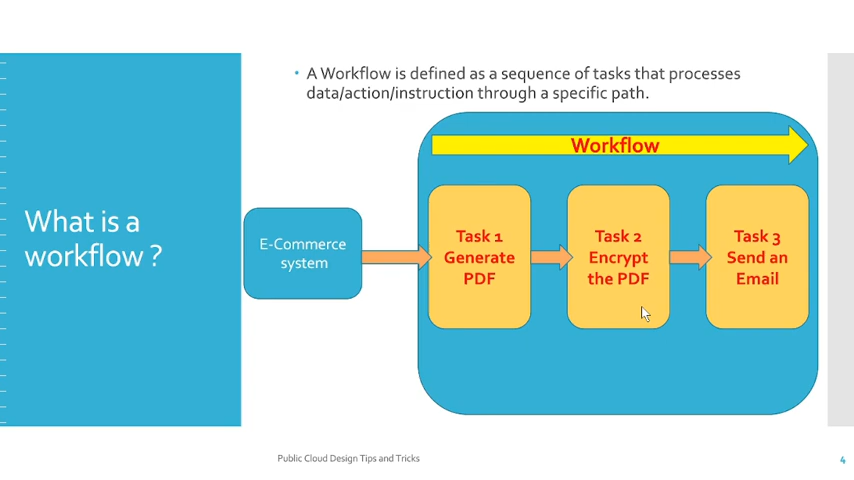 • A Workflow is defined as a sequence of tasks that processes
data/action/instruction through a specific path.
What is a
workflow ?
Workflow
E-Commerce
system
Task 1
Generate
PDF
Task 2
Encrypt
the PDF
Task 3
Send an
Email
Public Cloud Design Tips and Tricks
4